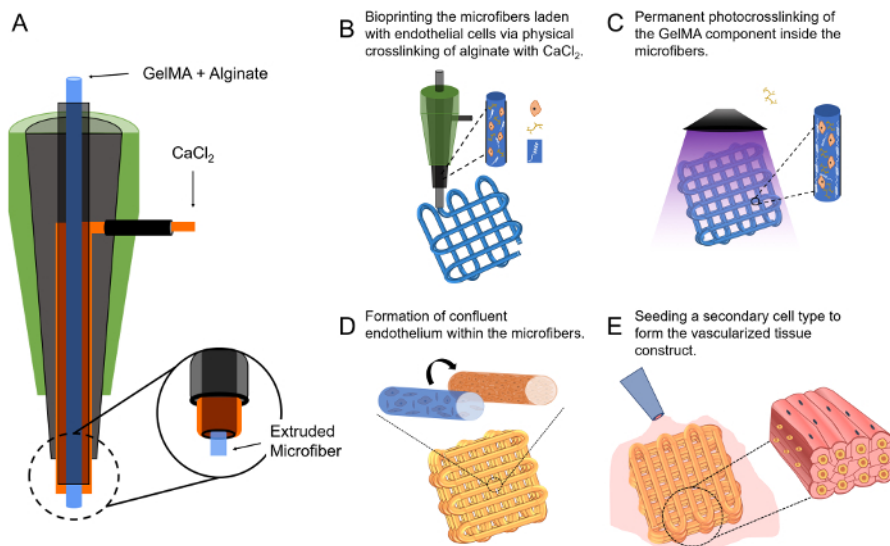 A
GelMA + Alginate
CaCl₂
Extruded
Microfiber
B
Bioprinting the microfibers laden
with endothelial cells via physical
crosslinking of alginate with CaCl₂.
C
Permanent photocrosslinking of
the GelMA component inside the
microfibers.
D
Formation of confluent
endothelium within the microfibers.
E
Seeding a secondary cell type to
form the vascularized tissue
construct.